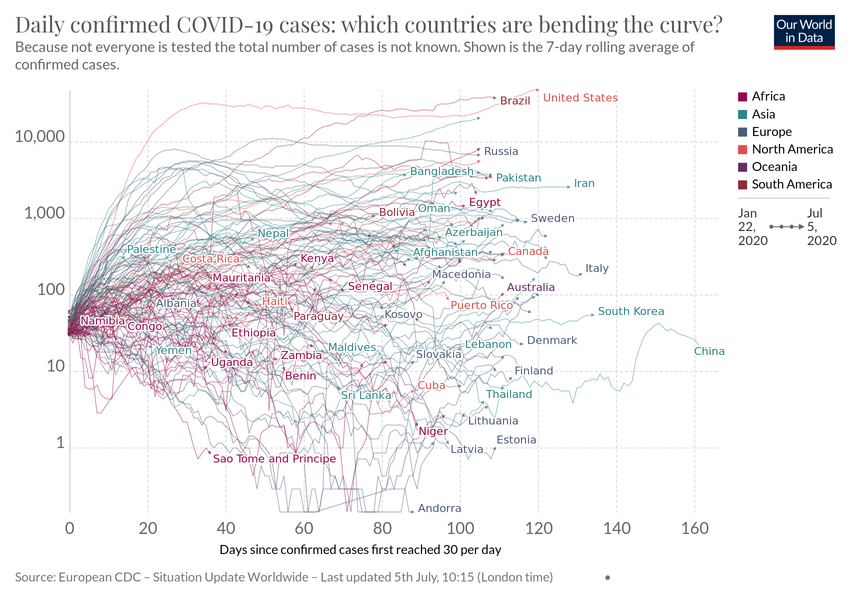 Daily confirmed COVID-19 cases: which countries are bending the curve?
Because not everyone is tested the total number of cases is not known. Shown is the 7-day rolling average of
confirmed cases.
Our World
in Data
Africa
Asia
Europe
North America
Oceania
South America
Jan
22,
2020
Jul
5,
2020
10,000
1,000
100
10
1
Brazil
United States
Russia
Bangladesh
Pakistan
Iran
Egypt
Bolivia
Oman
Sweden
Nepal
Azerbaijan
Palestine
Costa Rica
Kenya
Afghanistan
Canada
Mauritania
Macedonia
Italy
Senegal
Australia
Albania
Haiti
Puerto Rico
Paraguay
Kosovo
South Korea
Namibia
Congo
Ethiopia
Denmark
Yemen
Maldives
Lebanon
China
Zambia
Slovakia
Uganda
Benin
Finland
Cuba
Sri Lanka
Thailand
Lithuania
Niger
Estonia
Latvia
Sao Tome and Principe
Andorra
0 20 40 60 80 100 120 140 160
Days since confirmed cases first reached 30 per day
Source: European CDC – Situation Update Worldwide – Last updated 5th July, 10:15 (London time)